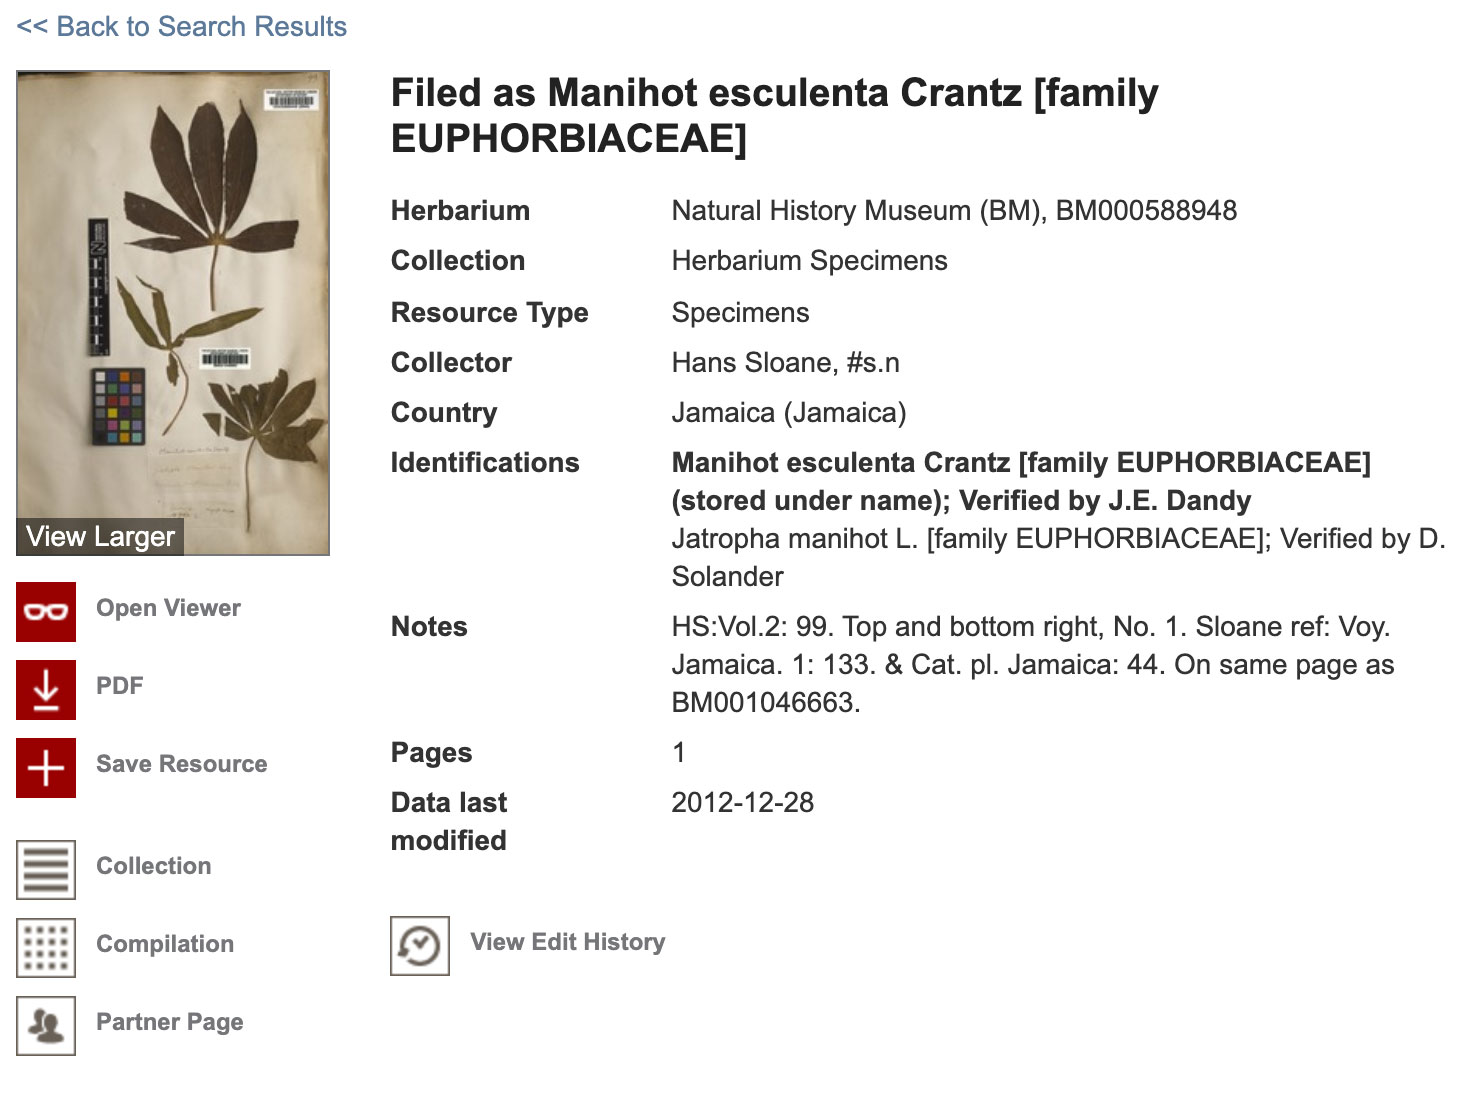 << Back to Search Results
View Larger
Open Viewer
PDF
Save Resource
Collection
Compilation
Partner Page
Filed as Manihot esculenta Crantz [family
EUPHORBIACEAE]
Herbarium Natural History Museum (BM), BM000588948
Collection Herbarium Specimens
Resource Type Specimens
Collector Hans Sloane, #s.n
Country Jamaica (Jamaica)
Identifications Manihot esculenta Crantz [family EUPHORBIACEAE]
(stored under name); Verified by J.E. Dandy
Jatropha manihot L. [family EUPHORBIACEAE]; Verified by D.
Solander
Notes HS:Vol.2: 99. Top and bottom right, No. 1. Sloane ref: Voy.
Jamaica. 1: 133. & Cat. pl. Jamaica: 44. On same page as
BM001046663.
Pages 1
Data last 2012-12-28
modified
View Edit History